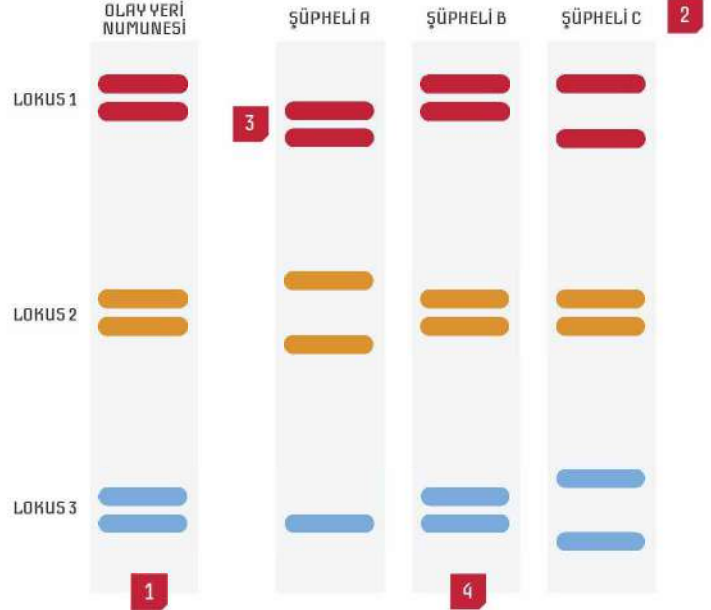 OLAY YERİ
NUMUNESİ
ŞÜPHELİ A
ŞÜPHELİ B
ŞÜPHELİ C
2
LOKUS 1
3
LOKUS 2
LOKUS 3
1
4